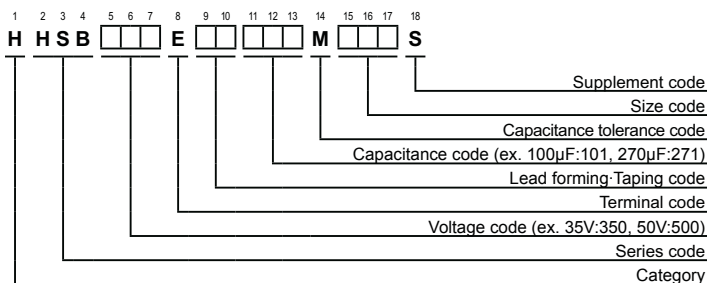 1 2 3 4 5 6 7 8 9 10 11 12 13 14 15 16 17 18
H H S B E M S
Supplement code
Size code
Capacitance tolerance code
Capacitance code (ex. 100μF:101, 270μF:271)
Lead forming·Taping code
Terminal code
Voltage code (ex. 35V:350, 50V:500)
Series code
Category